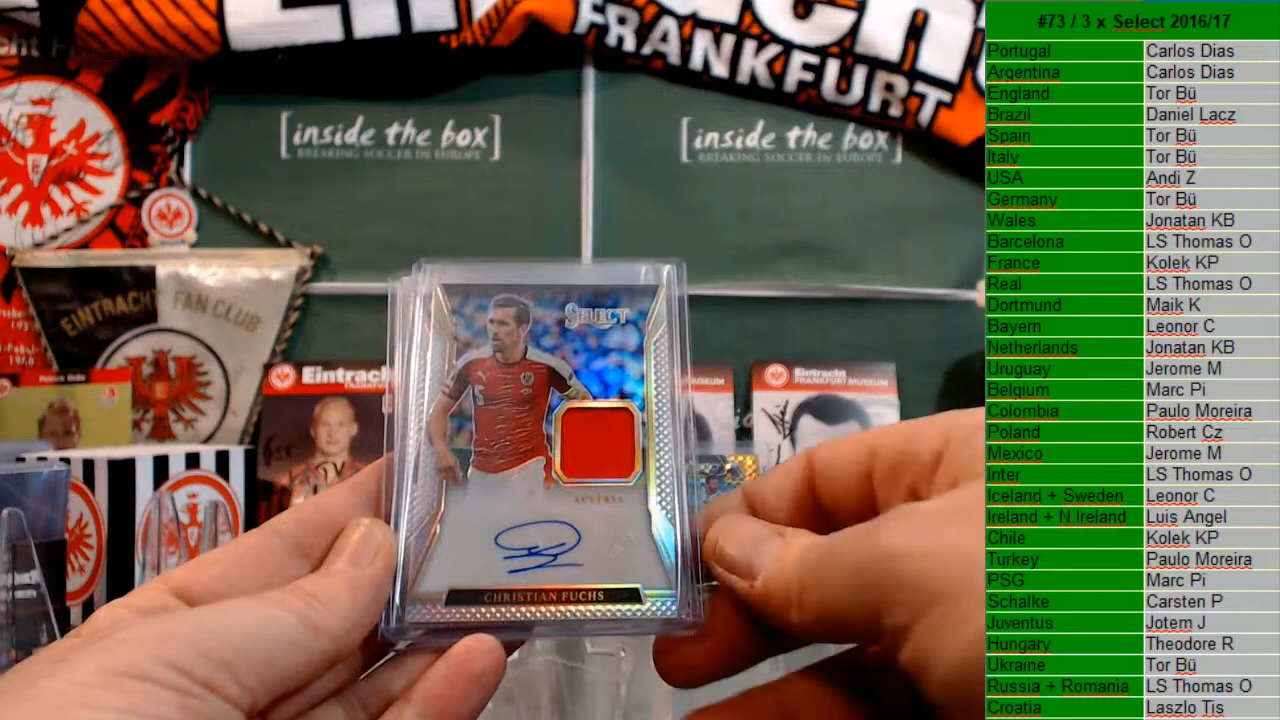 Eintracht
FRANKFURT
[inside the box]
BREAKING SOCCER IN EUROPE
[inside the box]
BREAKING SOCCER IN EUROPE
EINTRACHT FAN CLUB
Eintracht
MUSEUM
Eintracht
FRANKFURT MUSEUM
SELECT
CHRISTIAN FUCHS
#73 / 3 x Select 2016/17
Portugal Carlos Dias
Argentina Carlos Dias
England Tor Bü
Brazil Daniel Lacz
Spain Tor Bü
Italy Tor Bü
USA Andi Z
Germany Tor Bü
Wales Jonatan KB
Barcelona LS Thomas O
France Kolek KP
Real LS Thomas O
Dortmund Maik K
Bayern Leonor C
Netherlands Jonatan KB
Uruguay Jerome M
Belgium Marc Pi
Colombia Paulo Moreira
Poland Robert Cz
Mexico Jerome M
Inter LS Thomas O
Iceland + Sweden Leonor C
Ireland + N.Ireland Luis Angel
Chile Kolek KP
Turkey Paulo Moreira
PSG Marc Pi
Schalke Carsten P
Juventus Jotem J
Hungary Theodore R
Ukraine Tor Bü
Russia + Romania LS Thomas O
Croatia Laszlo Tis